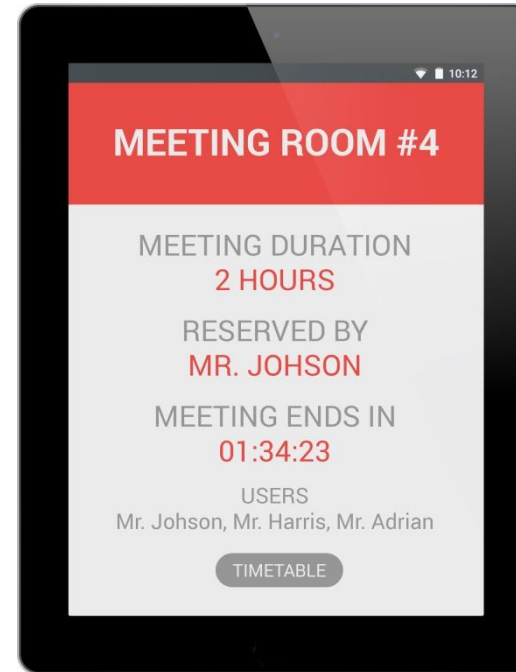 10:12
MEETING ROOM #4
MEETING DURATION
2 HOURS
RESERVED BY
MR. JOHSON
MEETING ENDS IN
01:34:23
USERS
Mr. Johson, Mr. Harris, Mr. Adrian
TIMETABLE